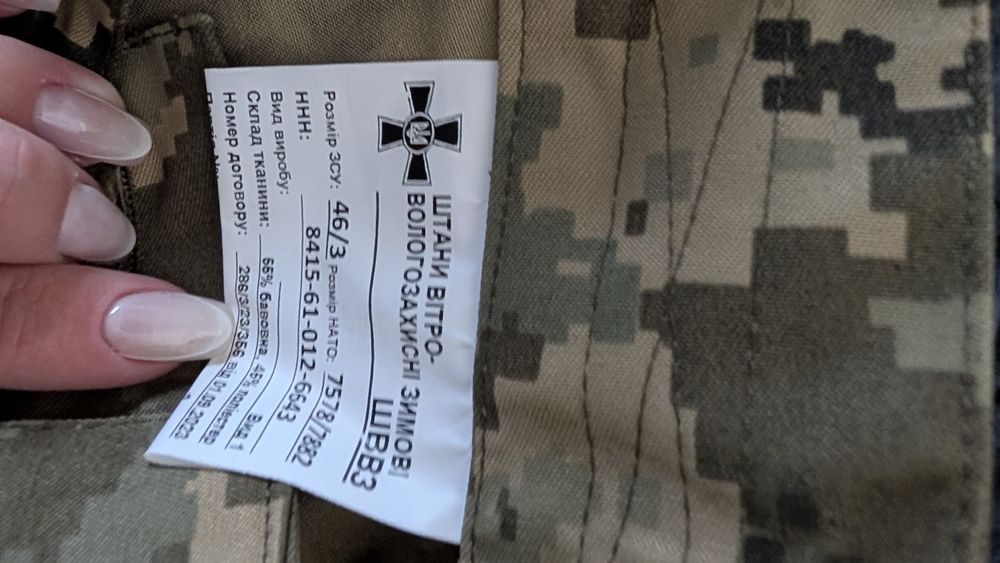 ШТАНИ ВІТРО-
ВОЛОГОЗАХИСНІ ЗИМОВІ
ШВВЗ
Розмір ЗСУ: 46/3 Розмір НАТО: 7578/7882
ННН: 8415-61-012-6643
Вид виробу: Вид 1
Склад тканини: 55% бавовна, 45% поліестер
Номер договору: 286/3/23/356 від 01.09.2023